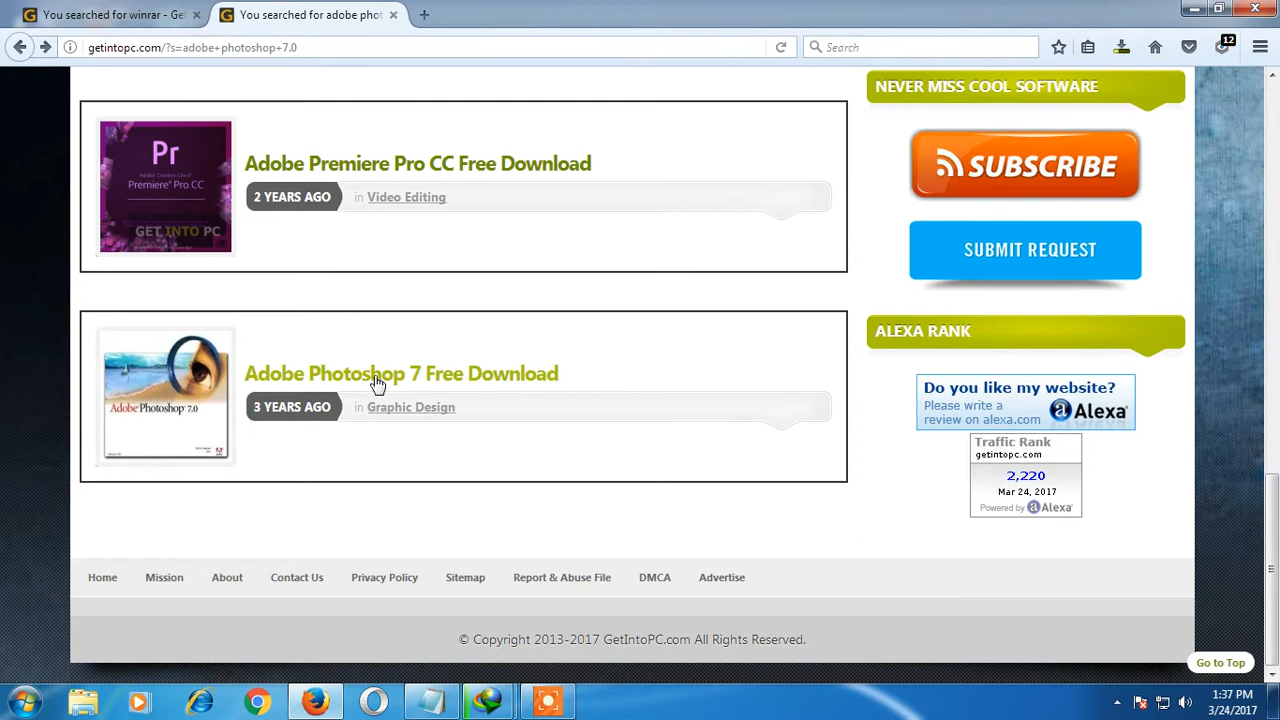 You searched for winrar - Get
You searched for adobe phot
getintopc.com/?s=adobe+photoshop+7.0
Search
12
NEVER MISS COOL SOFTWARE
Pr
Premiere Pro CC
GET INTO PC
Adobe Premiere Pro CC Free Download
2 YEARS AGO
in Video Editing
SUBSCRIBE
SUBMIT REQUEST
ALEXA RANK
Adobe Photoshop 7.0
Adobe Photoshop 7 Free Download
3 YEARS AGO
in Graphic Design
Do you like my website?
Please write a
review on alexa.com
Alexa
Traffic Rank
getintopc.com
2,220
Mar 24, 2017
Powered by Alexa
Home
Mission
About
Contact Us
Privacy Policy
Sitemap
Report & Abuse File
DMCA
Advertise
© Copyright 2013-2017 GetIntoPC.com All Rights Reserved.
Go to Top
1:37 PM
3/24/2017